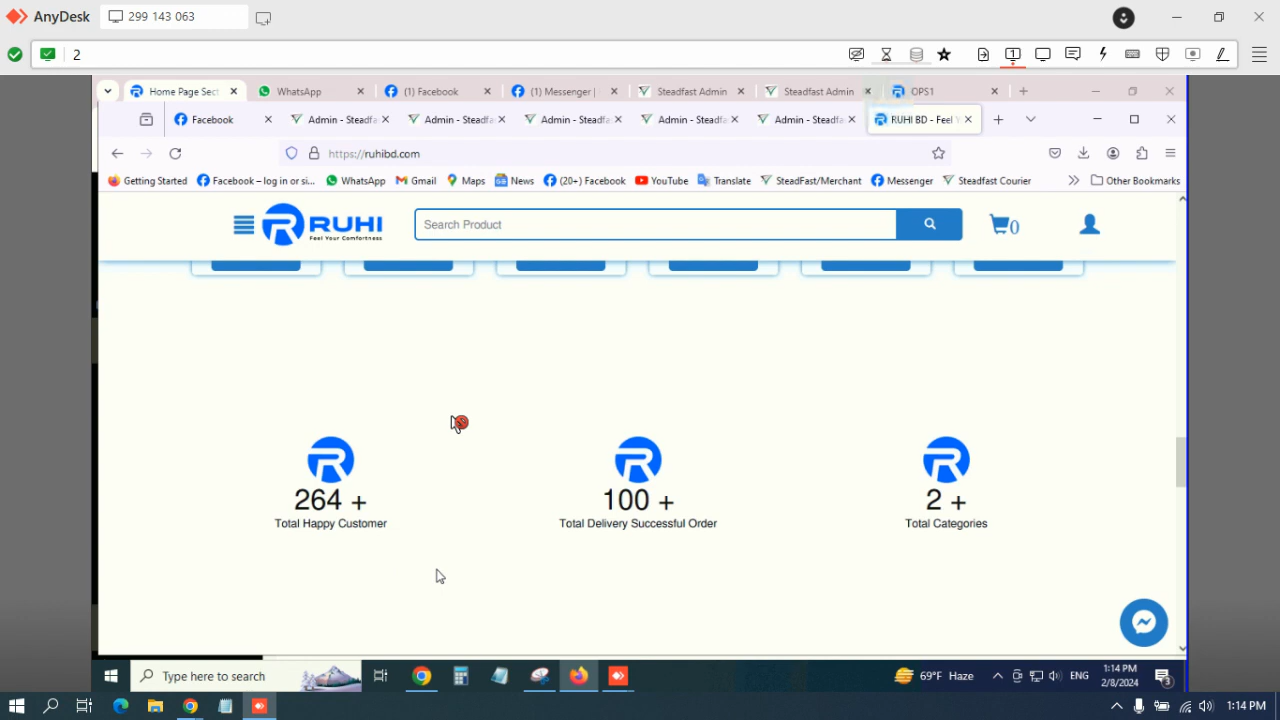 AnyDesk 299 143 063
2
Home Page Sect WhatsApp (1) Facebook (1) Messenger | Steadfast Admin Steadfast Admin OPS1
Facebook Admin - Steadfa Admin - Steadfa Admin - Steadfa Admin - Steadfa Admin - Steadfa RUHI BD - Feel Y
https://ruhibd.com
Getting Started Facebook – log in or si... WhatsApp Gmail Maps News (20+) Facebook YouTube Translate SteadFast/Merchant Messenger Steadfast Courier Other Bookmarks
RUHI Search Product 0
Feel Your Comfortness
264 + 100 + 2 +
Total Happy Customer Total Delivery Successful Order Total Categories
Type here to search 69°F Haze ENG 1:14 PM
2/8/2024
1:14 PM